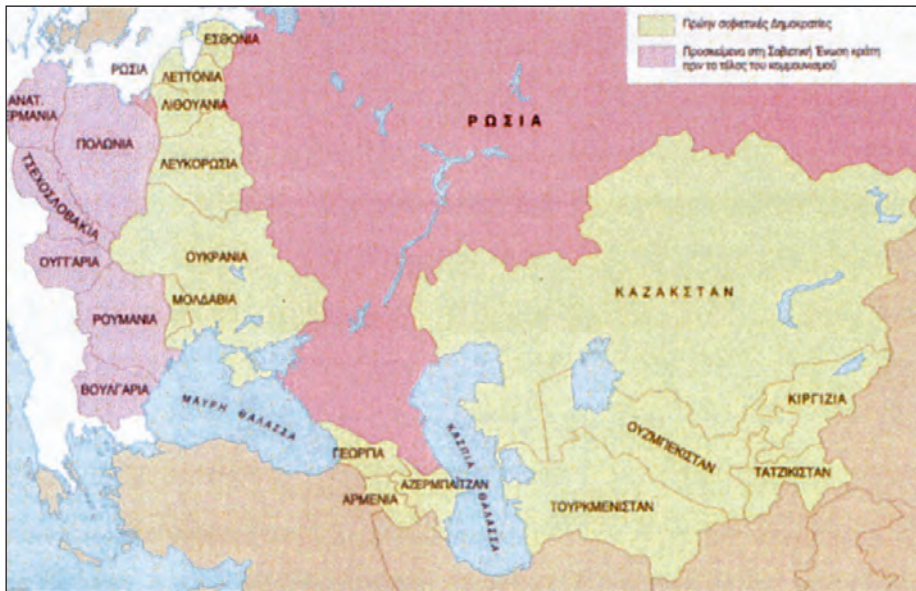 Πρώην σοβιετικές Δημοκρατίες
Προσκείμενα στη Σοβιετική Ένωση κράτη
πριν το τέλος του κομμουνισμού
ΕΣΘΟΝΙΑ
ΡΩΣΙΑ
ΛΕΤΤΟΝΙΑ
ΛΙΘΟΥΑΝΙΑ
ΑΝΑΤ.
ΕΡΜΑΝΙΑ
ΠΟΛΩΝΙΑ
ΡΩΣΙΑ
ΛΕΥΚΟΡΩΣΙΑ
ΤΣΕΧΟΣΛΟΒΑΚΙΑ
ΟΥΓΓΑΡΙΑ
ΟΥΚΡΑΝΙΑ
ΜΟΛΔΑΒΙΑ
ΚΑΖΑΚΣΤΑΝ
ΡΟΥΜΑΝΙΑ
ΒΟΥΛΓΑΡΙΑ
ΜΑΥΡΗ ΘΑΛΑΣΣΑ
ΚΙΡΓΙΖΙΑ
ΟΥΖΜΠΕΚΙΣΤΑΝ
ΓΕΩΡΓΙΑ
ΚΑΣΠΙΑ ΘΑΛΑΣΣΑ
ΤΑΤΖΙΚΙΣΤΑΝ
ΑΖΕΡΜΠΑΪΤΖΑΝ
ΑΡΜΕΝΙΑ
ΤΟΥΡΚΜΕΝΙΣΤΑΝ